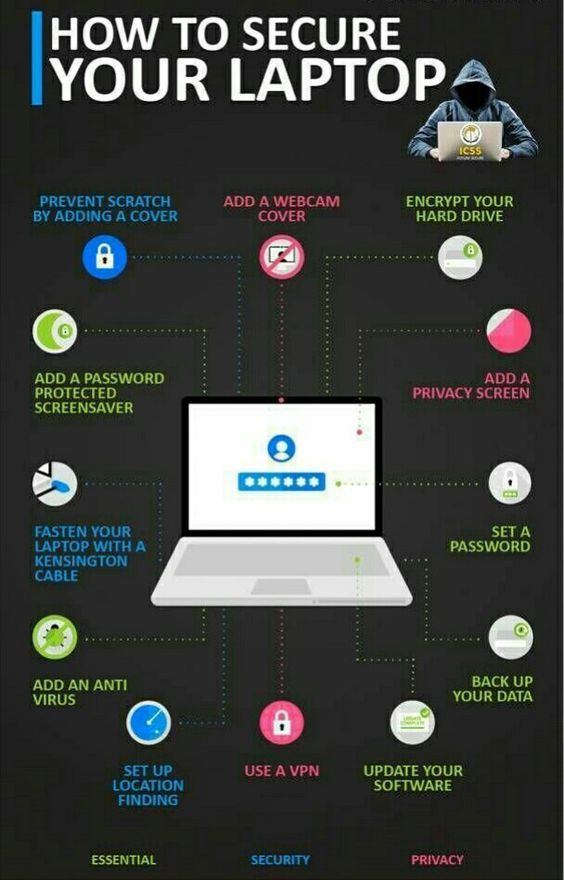 HOW TO SECURE
YOUR LAPTOP
ICSS
PREVENT SCRATCH
BY ADDING A COVER
ADD A WEBCAM
COVER
ENCRYPT YOUR
HARD DRIVE
ADD A PASSWORD
PROTECTED
SCREENSAVER
ADD A
PRIVACY SCREEN
FASTEN YOUR
LAPTOP WITH A
KENSINGTON
CABLE
SET A
PASSWORD
ADD AN ANTI
VIRUS
BACK UP
YOUR DATA
SET UP
LOCATION
FINDING
USE A VPN
UPDATE YOUR
SOFTWARE
ESSENTIAL
SECURITY
PRIVACY